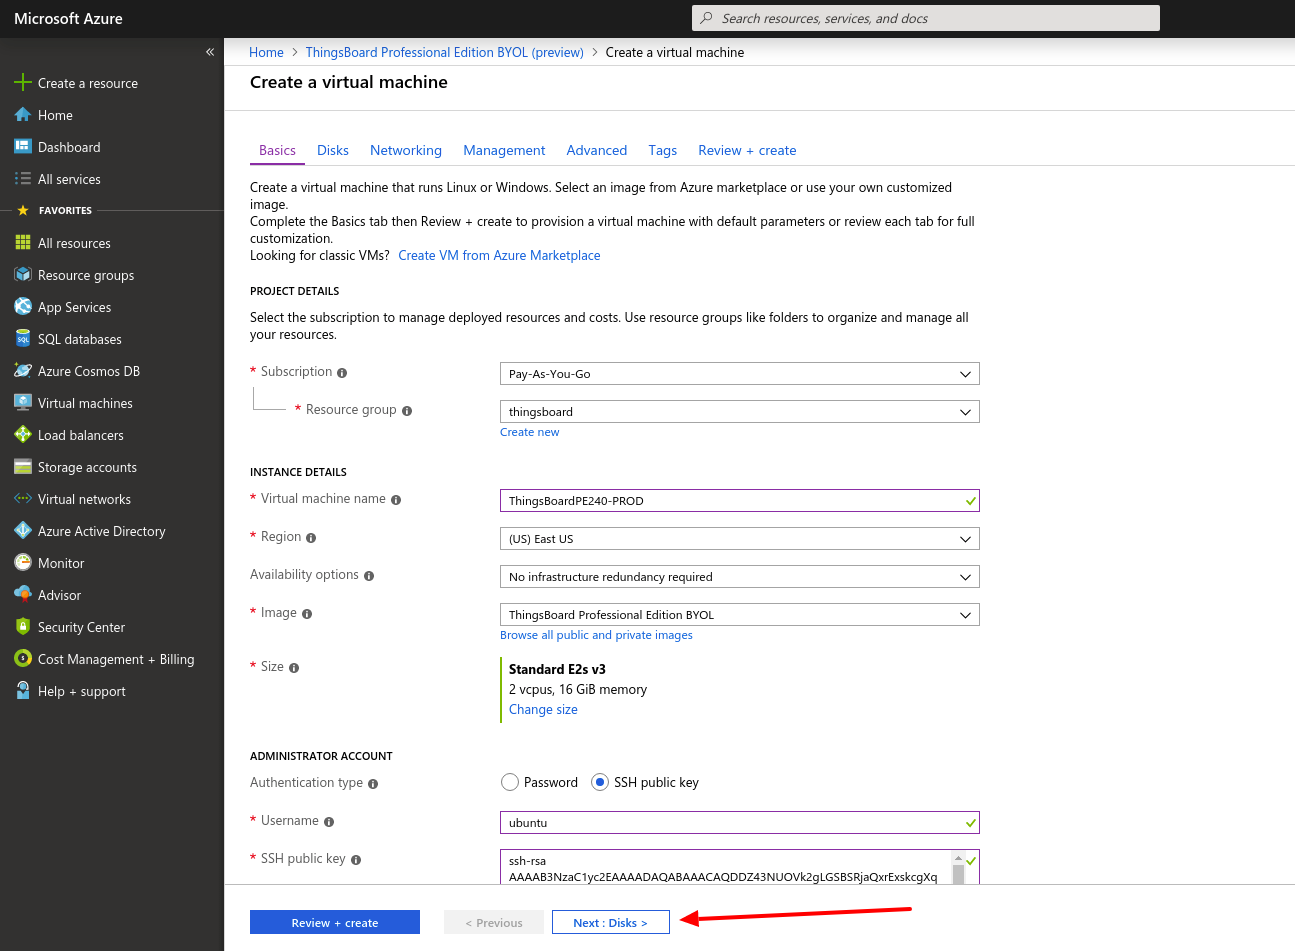 Microsoft Azure
Search resources, services, and docs
«
Create a resource
Home
Dashboard
All services
FAVORITES
All resources
Resource groups
App Services
SQL databases
Azure Cosmos DB
Virtual machines
Load balancers
Storage accounts
Virtual networks
Azure Active Directory
Monitor
Advisor
Security Center
Cost Management + Billing
Help + support
Home > ThingsBoard Professional Edition BYOL (preview) > Create a virtual machine
Create a virtual machine
Basics Disks Networking Management Advanced Tags Review + create
Create a virtual machine that runs Linux or Windows. Select an image from Azure marketplace or use your own customized
image.
Complete the Basics tab then Review + create to provision a virtual machine with default parameters or review each tab for full
customization.
Looking for classic VMs? Create VM from Azure Marketplace
PROJECT DETAILS
Select the subscription to manage deployed resources and costs. Use resource groups like folders to organize and manage all
your resources.
* Subscription Pay-As-You-Go
* Resource group thingsboard
Create new
INSTANCE DETAILS
* Virtual machine name ThingsBoardPE240-PROD
* Region (US) East US
Availability options No infrastructure redundancy required
* Image ThingsBoard Professional Edition BYOL
Browse all public and private images
* Size Standard E2s v3
2 vcpus, 16 GiB memory
Change size
ADMINISTRATOR ACCOUNT
Authentication type Password SSH public key
* Username ubuntu
* SSH public key ssh-rsa
AAAAB3NzaC1yc2EAAAADAQABAAACAQDDZ43NUOVk2gLGSBSRjaQxrExskcgXq
Review + create < Previous Next : Disks >